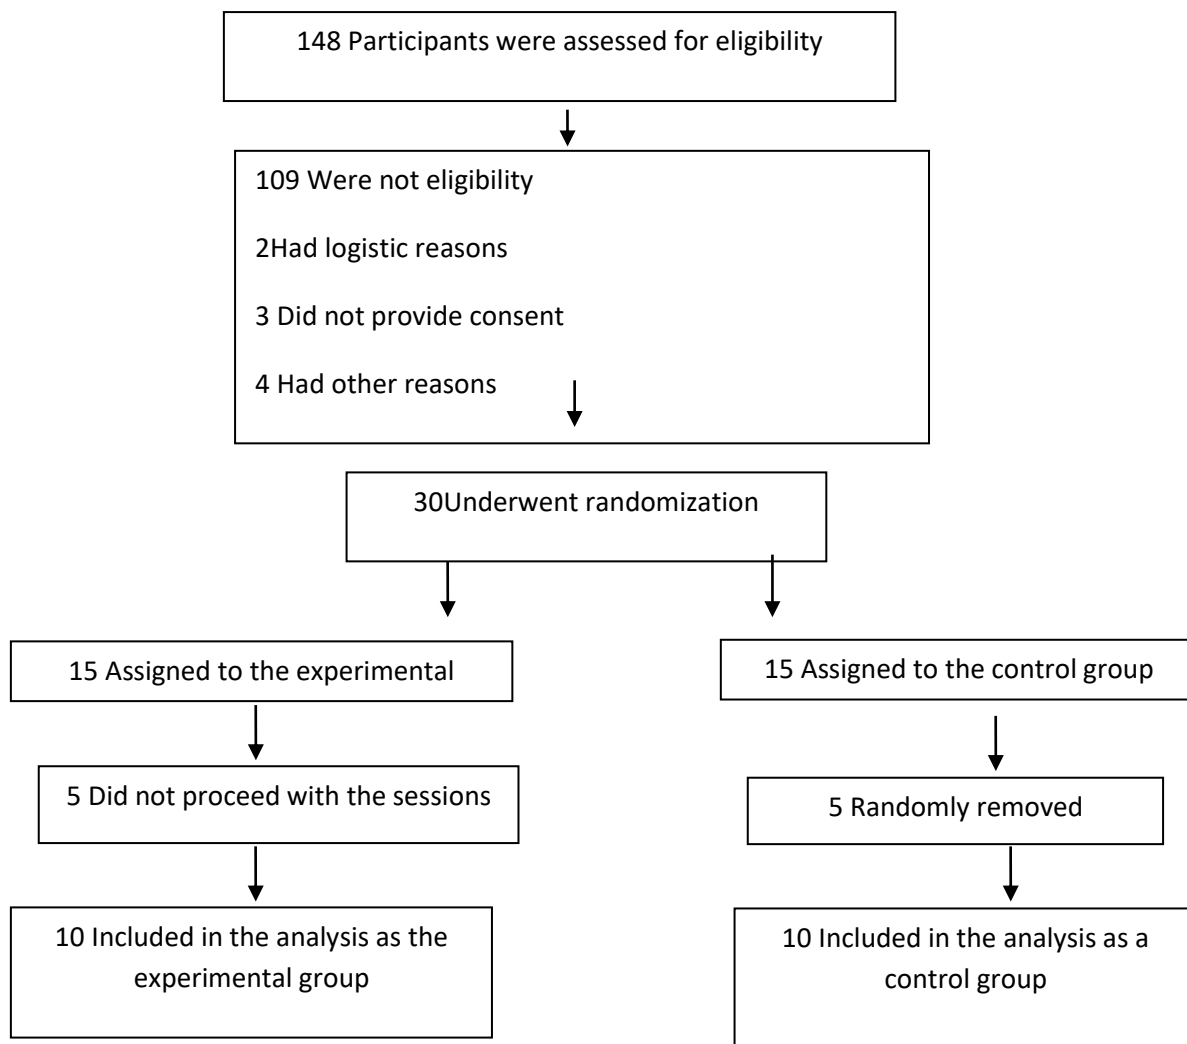 148 Participants were assessed for eligibility
109 Were not eligibility
2Had logistic reasons
3 Did not provide consent
4 Had other reasons
30Underwent randomization
15 Assigned to the experimental
15 Assigned to the control group
5 Did not proceed with the sessions
5 Randomly removed
10 Included in the analysis as the
experimental group
10 Included in the analysis as a
control group